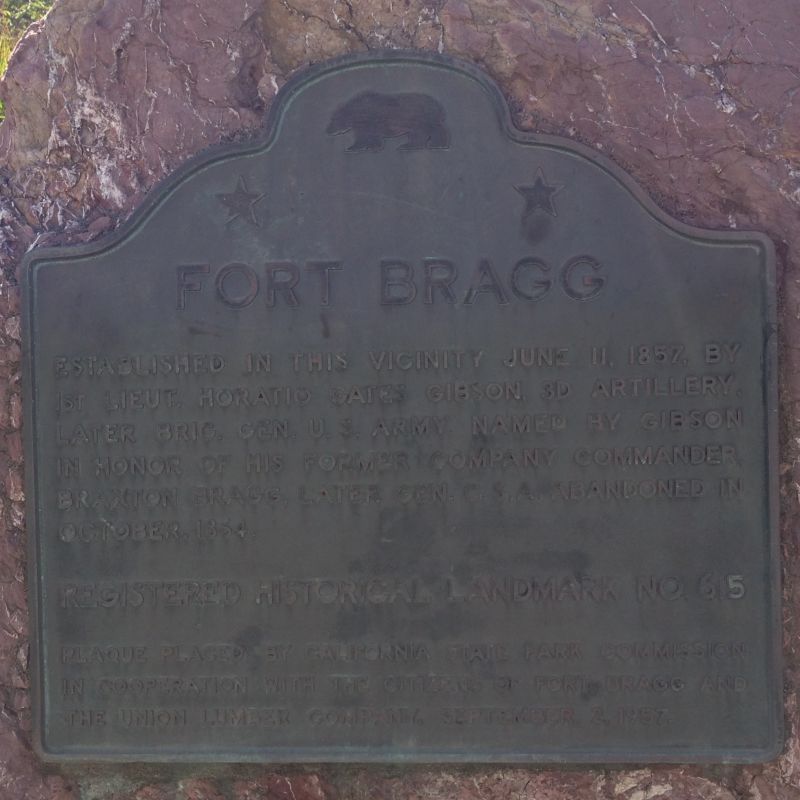 FORT BRAGG
ESTABLISHED IN THIS VICINITY JUNE 11, 1857, BY
1ST LIEUT. HORATIO GATES GIBSON, 3D ARTILLERY,
LATER BRIG. GEN. U. S. ARMY. NAMED BY GIBSON
IN HONOR OF HIS FORMER COMPANY COMMANDER,
BRAXTON BRAGG, LATER GEN. C. S. A. ABANDONED IN
OCTOBER, 1864.
REGISTERED HISTORICAL LANDMARK NO. 615
PLAQUE PLACED BY CALIFORNIA STATE PARK COMMISSION
IN COOPERATION WITH THE CITIZENS OF FORT BRAGG AND
THE UNION LUMBER COMPANY, SEPTEMBER 2, 1957.